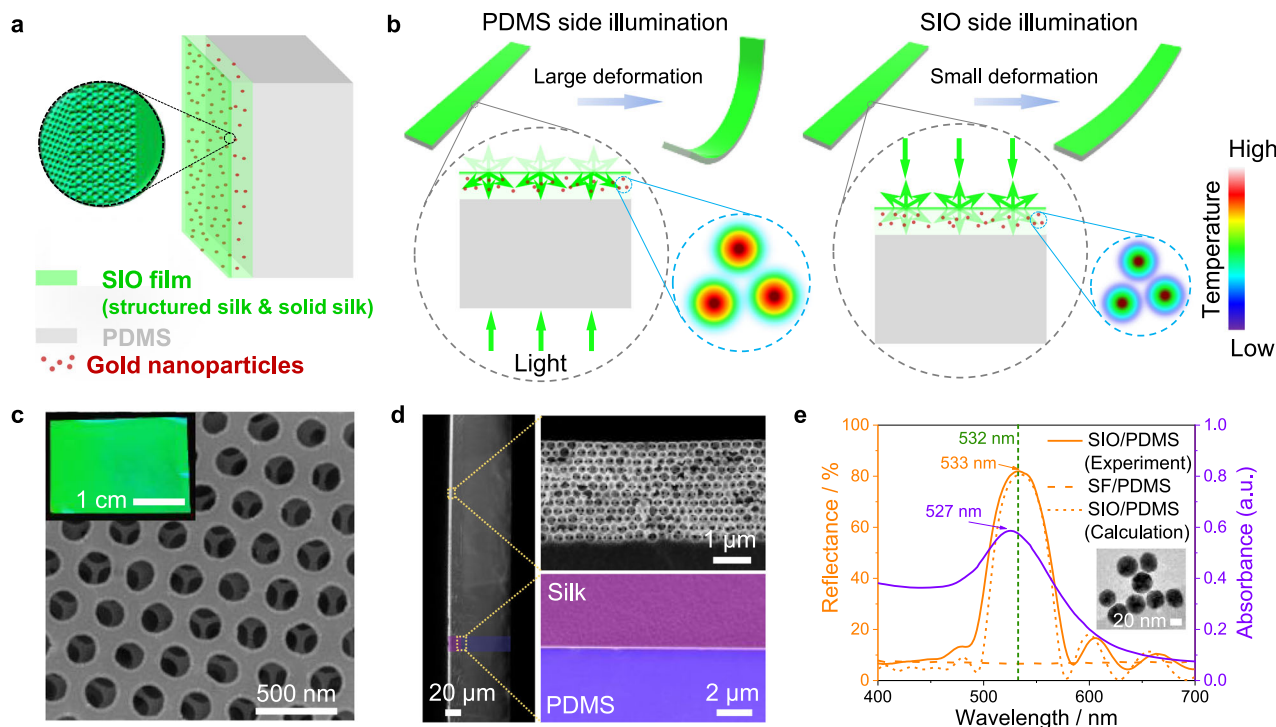 a
SIO film
(structured silk & solid silk)
PDMS
Gold nanoparticles
b
PDMS side illumination
Large deformation
Light
SIO side illumination
Small deformation
High
Temperature
Low
c
1 cm
500 nm
d
20 μm
1 μm
Silk
PDMS
2 μm
e
Reflectance / %
100
80
60
40
20
0
532 nm
533 nm
527 nm
SIO/PDMS
(Experiment)
SF/PDMS
SIO/PDMS
(Calculation)
20 nm
1.0
0.8
0.6
0.4
0.2
0.0
Absorbance (a.u.)
400
500
600
700
Wavelength / nm